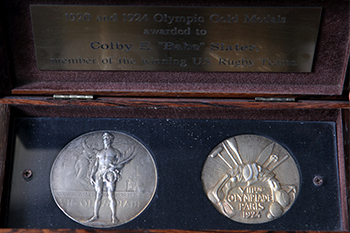 1920 and 1924 Olympic Gold Medals
awarded to
Colby E. "Babe" Slater
Member of the winning U.S. Rugby Teams
VIIIME
OLYMPIADE
PARIS
1924